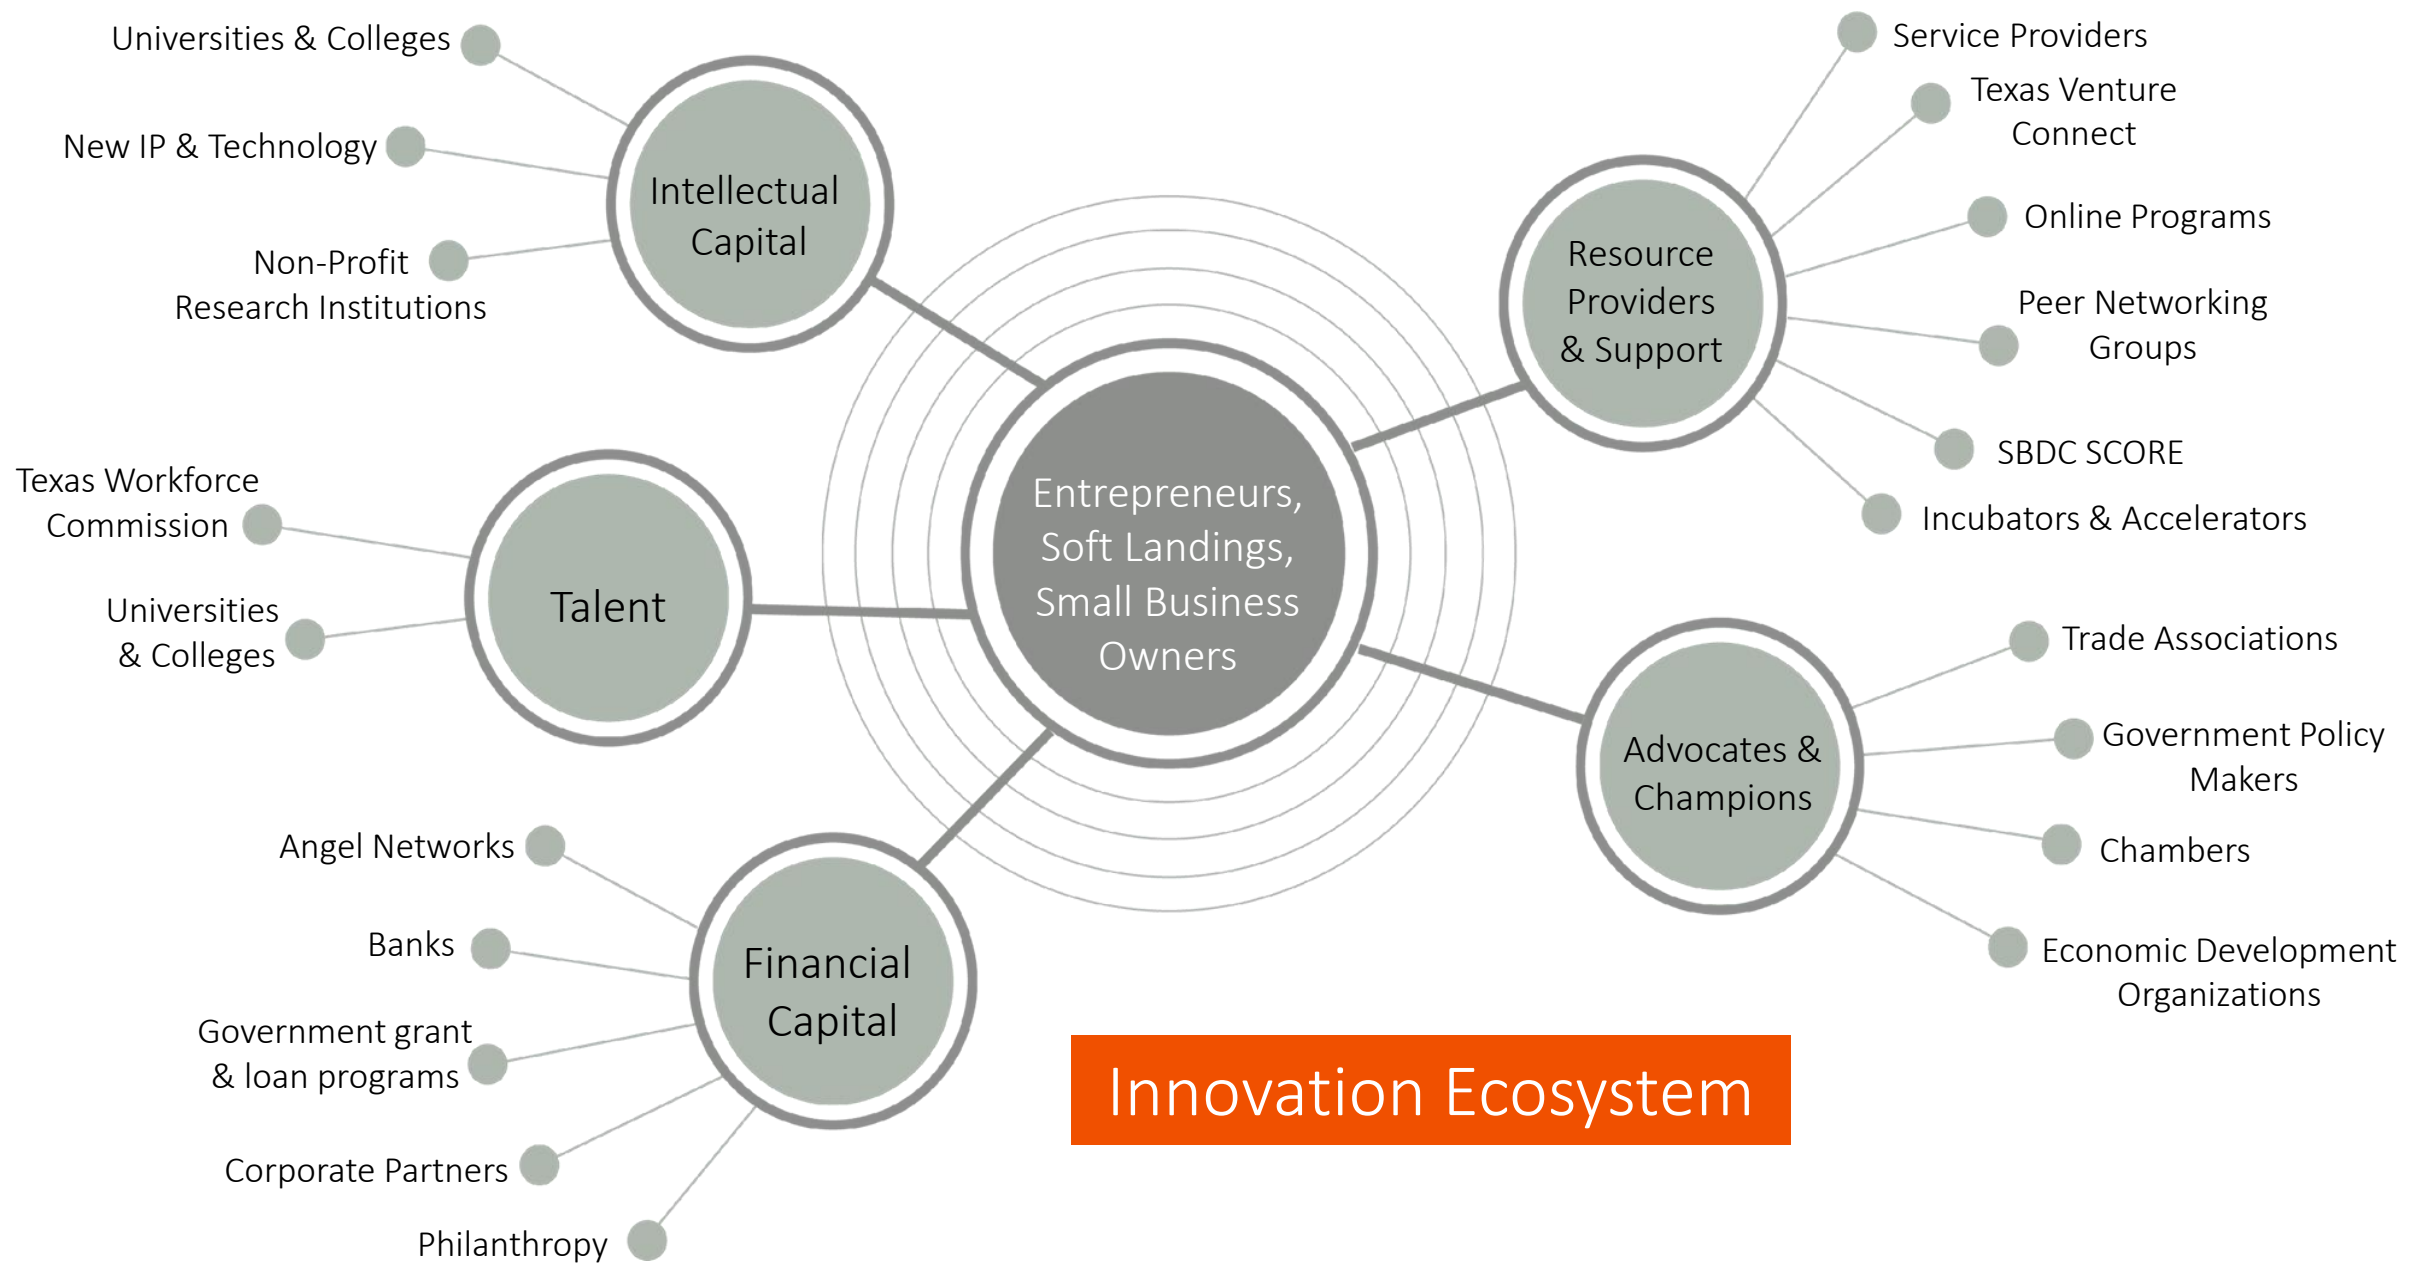 Universities & Colleges
New IP & Technology
Non-Profit
Research Institutions
Intellectual
Capital
Texas Workforce
Commission
Universities
& Colleges
Talent
Angel Networks
Banks
Government grant
& loan programs
Corporate Partners
Philanthropy
Financial
Capital
Entrepreneurs,
Soft Landings,
Small Business
Owners
Resource
Providers
& Support
Service Providers
Texas Venture
Connect
Online Programs
Peer Networking
Groups
SBDC SCORE
Incubators & Accelerators
Advocates &
Champions
Trade Associations
Government Policy
Makers
Chambers
Economic Development
Organizations
Innovation Ecosystem